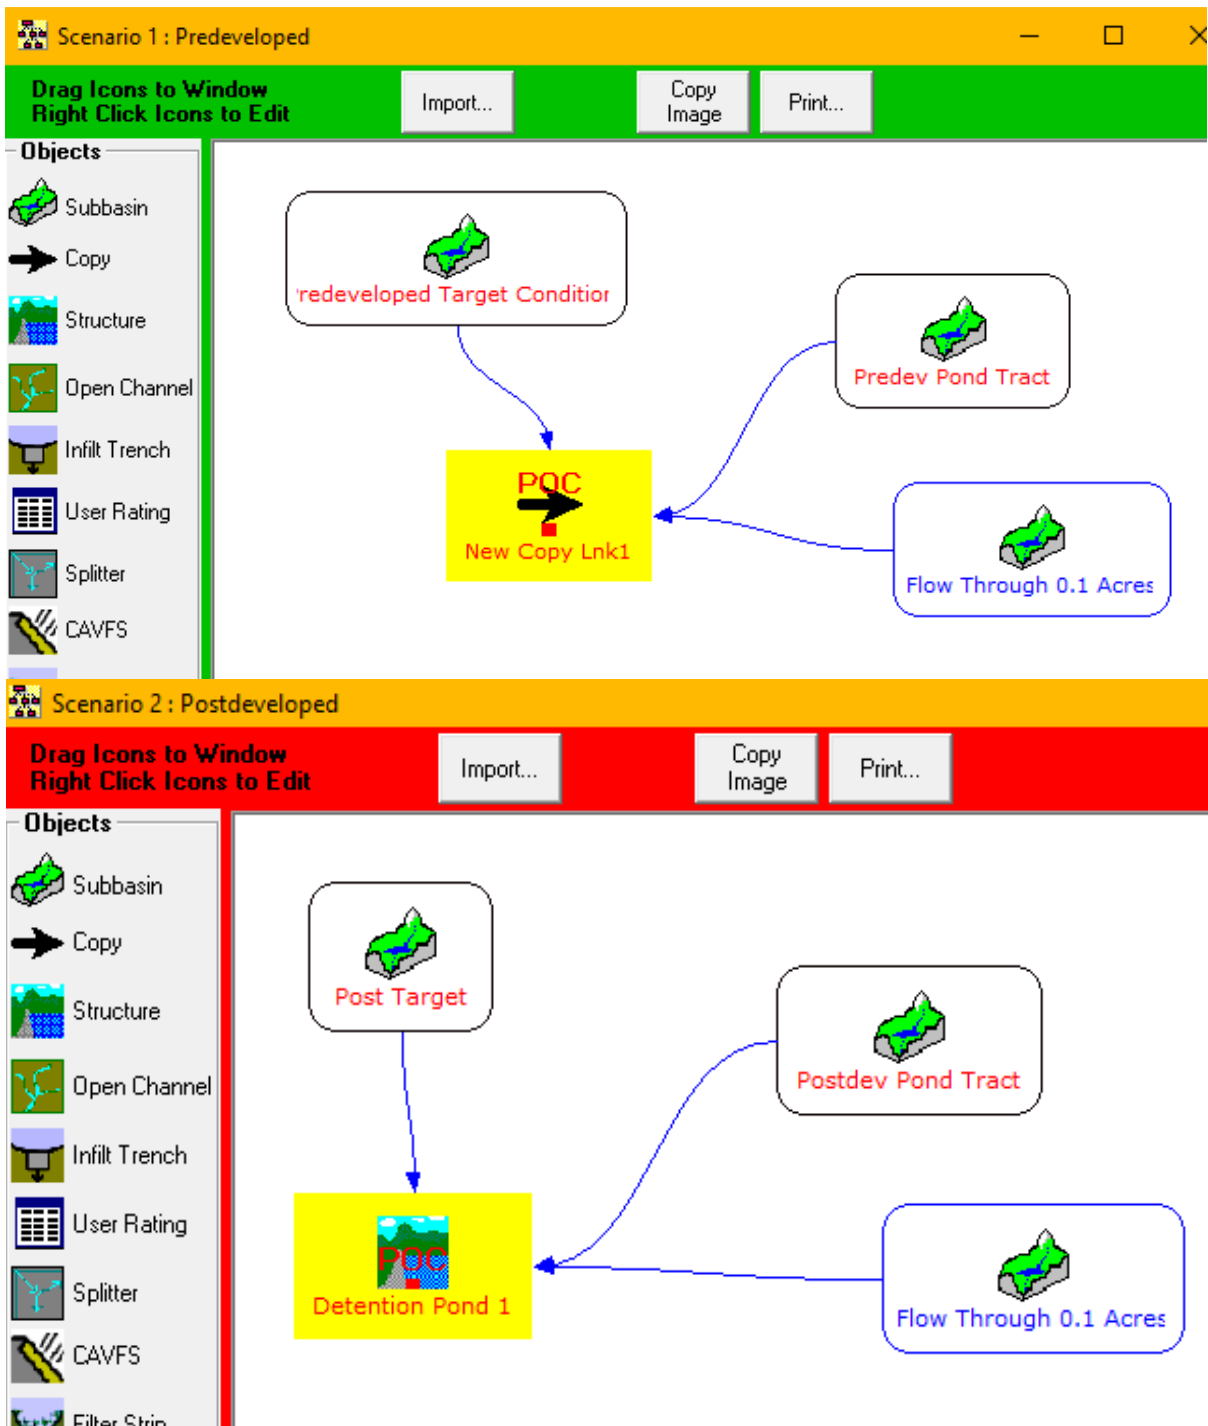 Scenario 1 : Predeveloped
Drag Icons to Window
Right Click Icons to Edit
Import...
Copy
Image
Print...
Objects
Subbasin
Copy
Structure
Open Channel
Infilt Trench
User Rating
Splitter
CAVFS
redeveloped Target Condition
Predev Pond Tract
POC
New Copy Lnk1
Flow Through 0.1 Acres
Scenario 2 : Postdeveloped
Drag Icons to Window
Right Click Icons to Edit
Import...
Copy
Image
Print...
Objects
Subbasin
Copy
Structure
Open Channel
Infilt Trench
User Rating
Splitter
CAVFS
Filter Strip
Post Target
Postdev Pond Tract
POC
Detention Pond 1
Flow Through 0.1 Acres